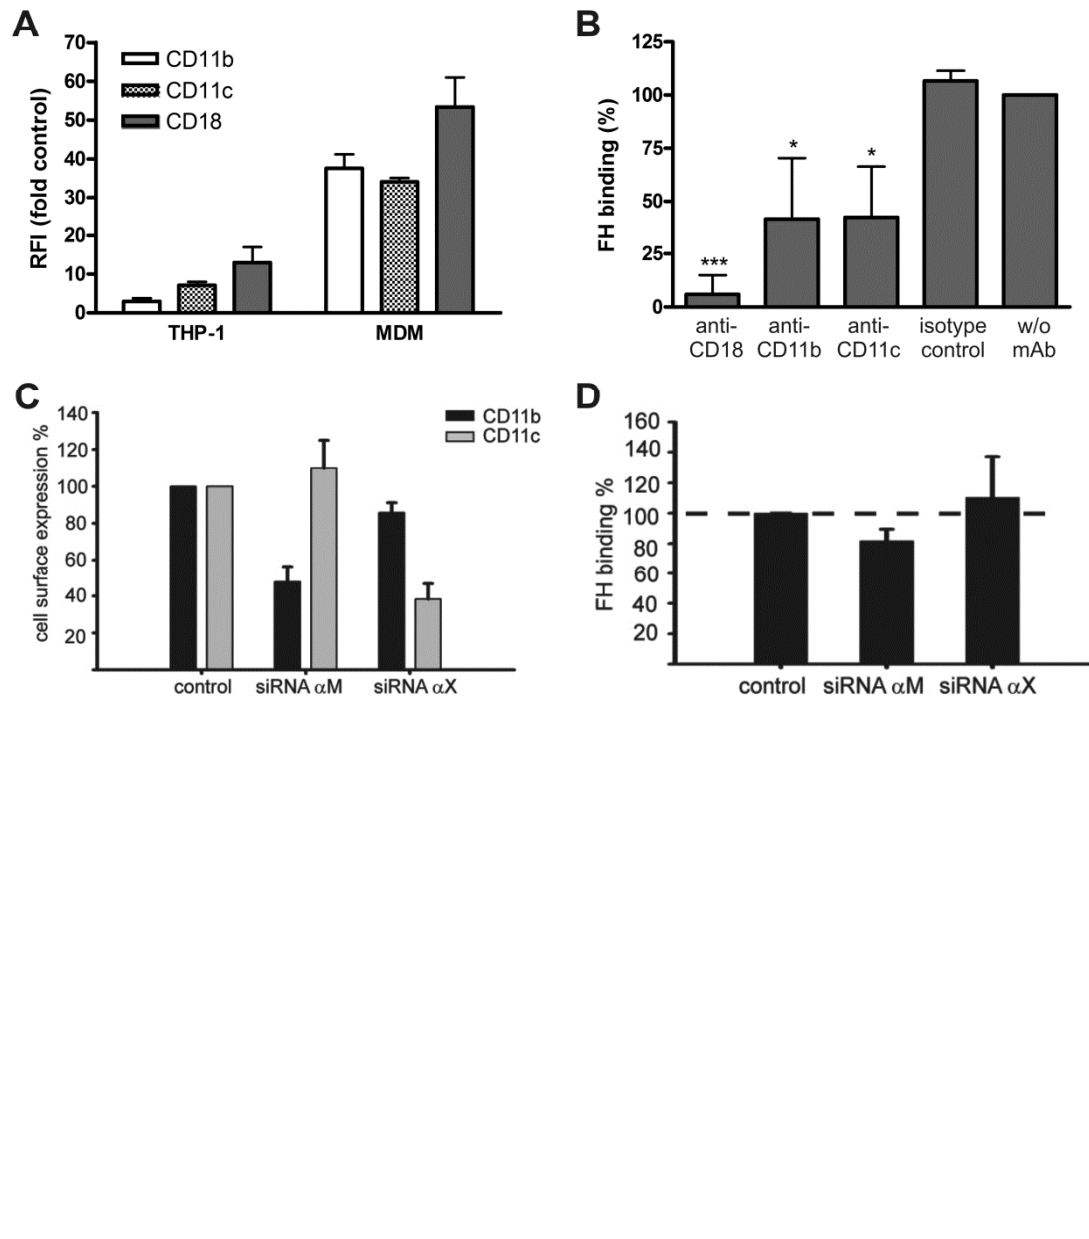 A
RFI (fold control)
70
60
50
40
30
20
10
0
CD11b
CD11c
CD18
THP-1
MDM
B
FH binding (%)
125
100
75
50
25
0
***
*
*
anti-
CD18
anti-
CD11b
anti-
CD11c
isotype
control
w/o
mAb
C
cell surface expression %
140
120
100
80
60
40
20
CD11b
CD11c
control
siRNA αM
siRNA αX
D
FH binding %
160
140
120
100
80
60
40
20
control
siRNA αM
siRNA αX